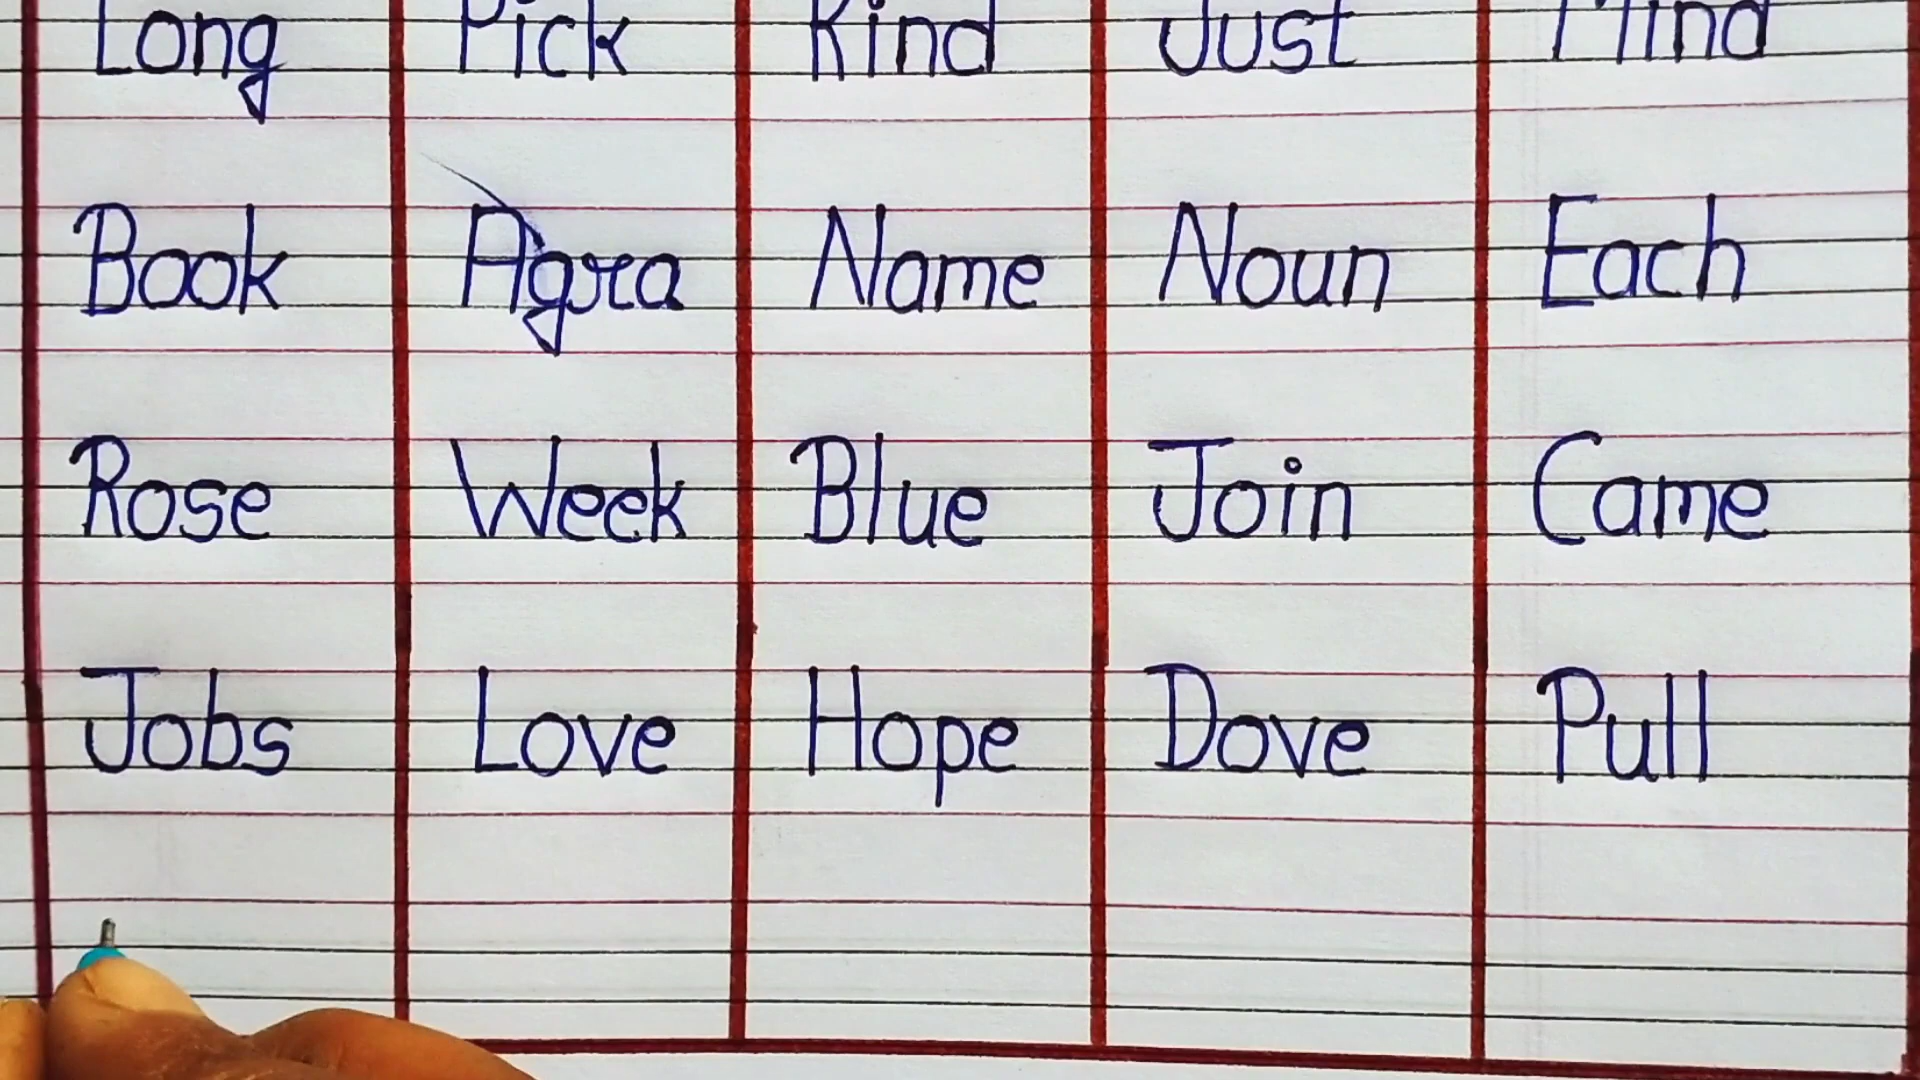 Long Pick Kind Just Mind
Book Agra Name Noun Each
Rose Week Blue Join Came
Jobs Love Hope Dove Pull